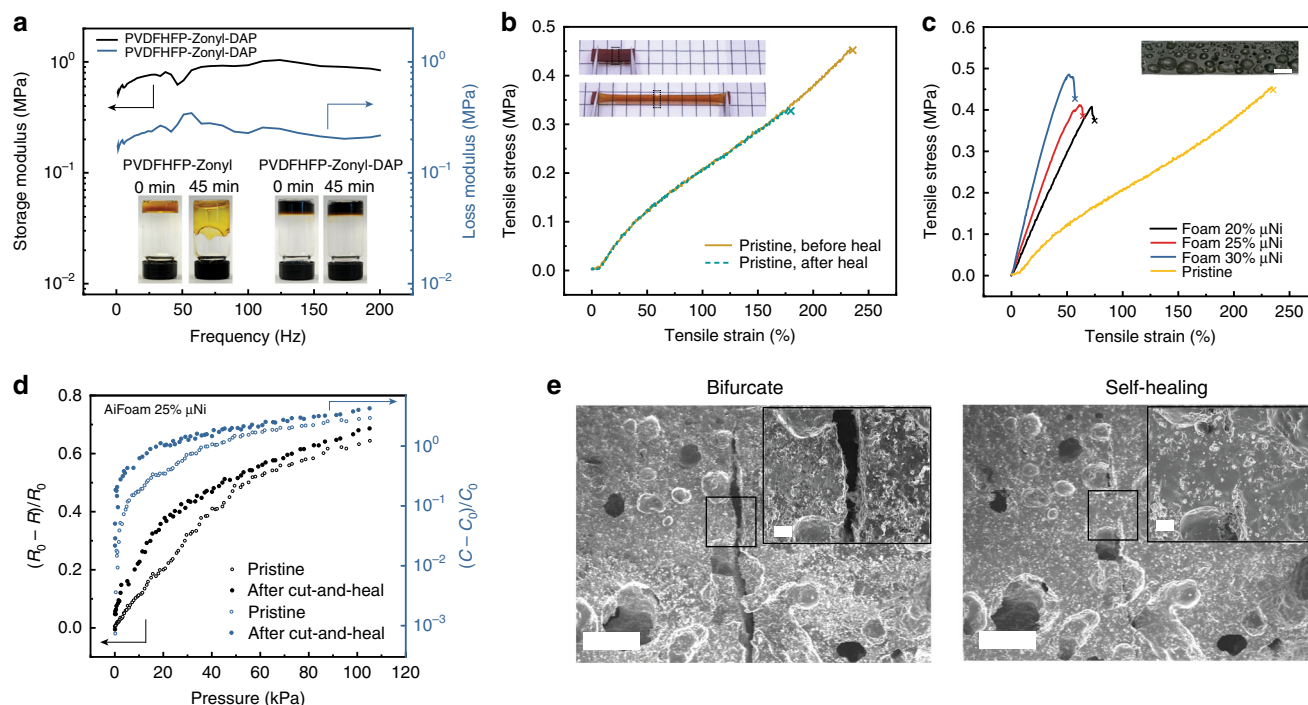 a
PVDFHFP-Zonyl-DAP
PVDFHFP-Zonyl-DAP
Storage modulus (MPa)
Loss modulus (MPa)
10⁰
10⁻¹
10⁻²
10⁰
10⁻¹
10⁻²
PVDFHFP-Zonyl
PVDFHFP-Zonyl-DAP
0 min 45 min
0 min 45 min
0 50 100 150 200
Frequency (Hz)
b
Tensile stress (MPa)
0.5
0.4
0.3
0.2
0.1
0.0
Pristine, before heal
Pristine, after heal
0 50 100 150 200 250
Tensile strain (%)
c
Tensile stress (MPa)
0.6
0.5
0.4
0.3
0.2
0.1
0.0
Foam 20% μNi
Foam 25% μNi
Foam 30% μNi
Pristine
0 50 100 150 200 250
Tensile strain (%)
d
AiFoam 25% μNi
(R₀ − R)/R₀
(C − C₀)/C₀
0.8
0.6
0.4
0.2
0.0
10⁰
10⁻¹
10⁻²
10⁻³
Pristine
After cut-and-heal
Pristine
After cut-and-heal
0 20 40 60 80 100 120
Pressure (kPa)
e
Bifurcate
Self-healing